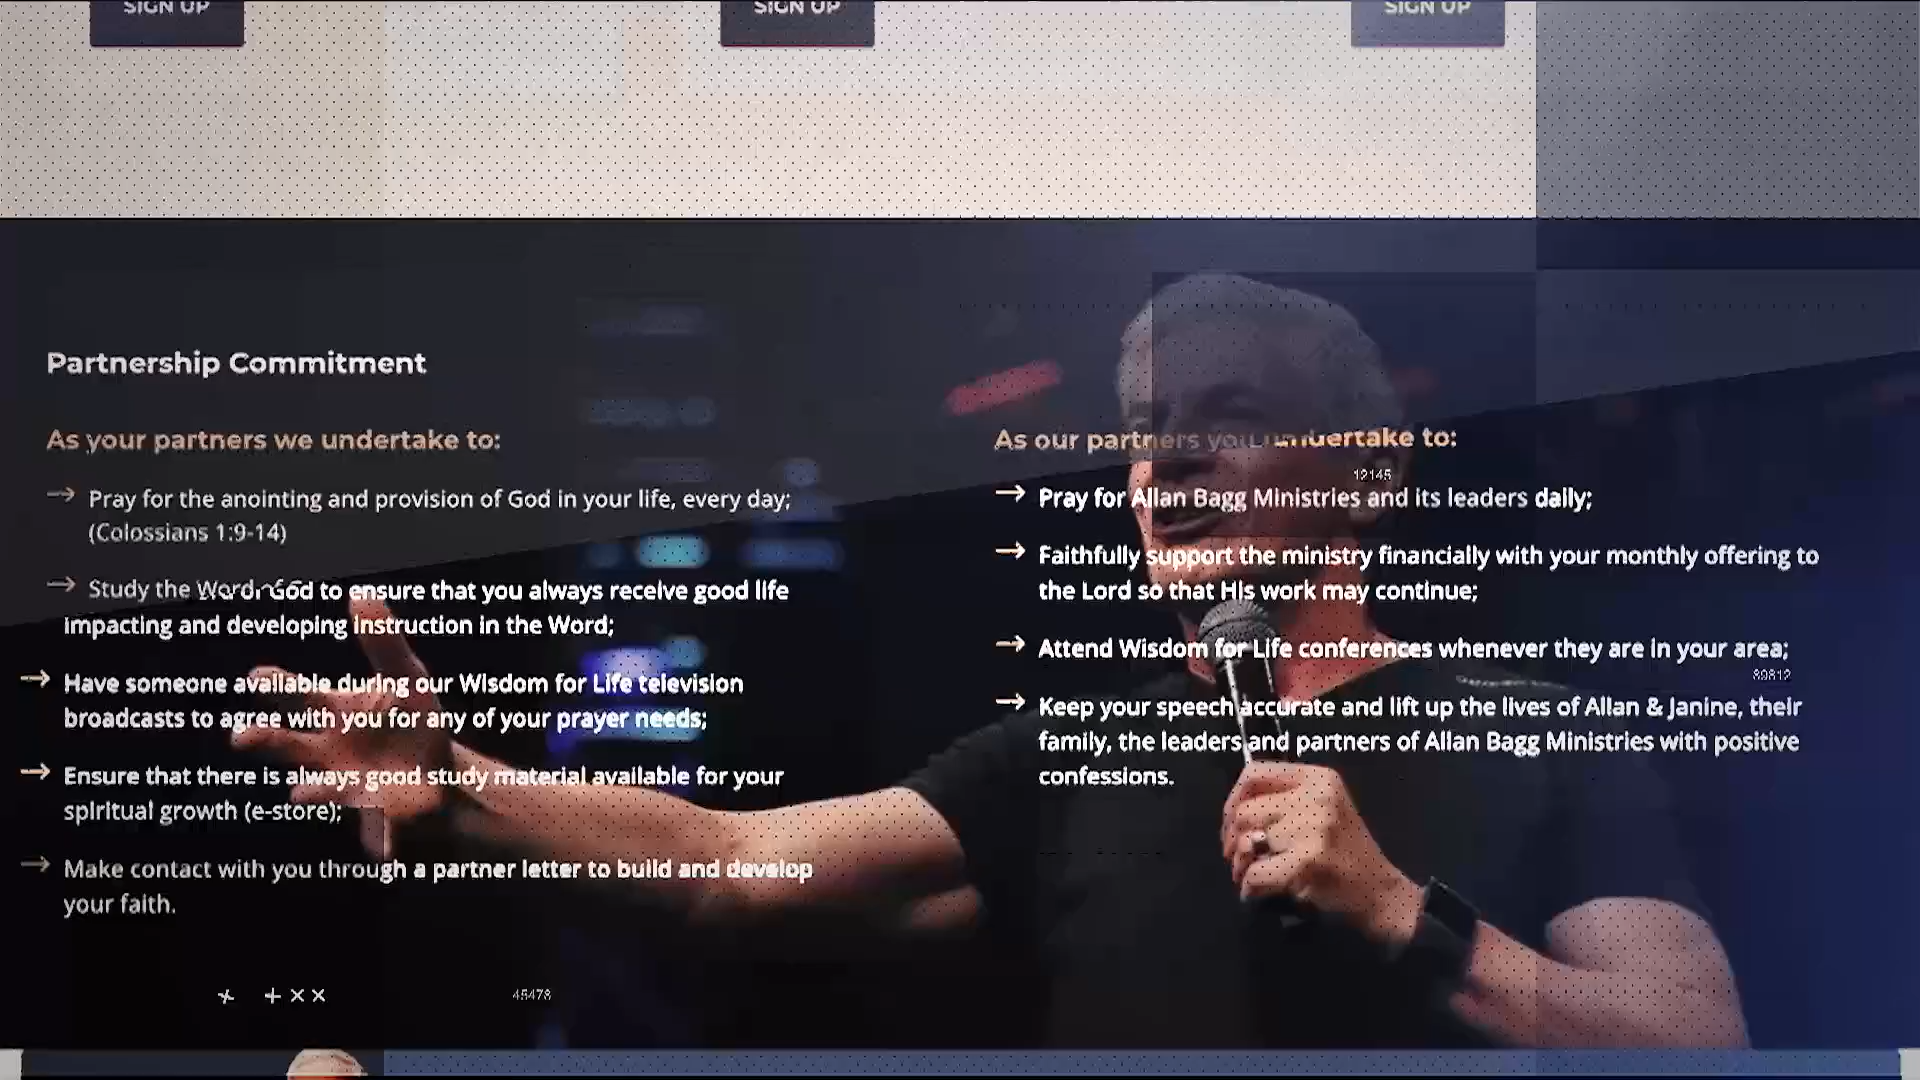 SIGN UP
SIGN UP
SIGN UP
Partnership Commitment
As your partners we undertake to:
→ Pray for the anointing and provision of God in your life, every day;
(Colossians 1:9-14)
→ Study the Word of God to ensure that you always receive good life
impacting and developing instruction in the Word;
→ Have someone available during our Wisdom for Life television
broadcasts to agree with you for any of your prayer needs;
→ Ensure that there is always good study material available for your
spiritual growth (e-store);
→ Make contact with you through a partner letter to build and develop
your faith.
As our partners you undertake to:
12145
→ Pray for Allan Bagg Ministries and its leaders daily;
→ Faithfully support the ministry financially with your monthly offering to
the Lord so that His work may continue;
→ Attend Wisdom for Life conferences whenever they are in your area;
89812
→ Keep your speech accurate and lift up the lives of Allan & Janine, their
family, the leaders and partners of Allan Bagg Ministries with positive
confessions.
45478